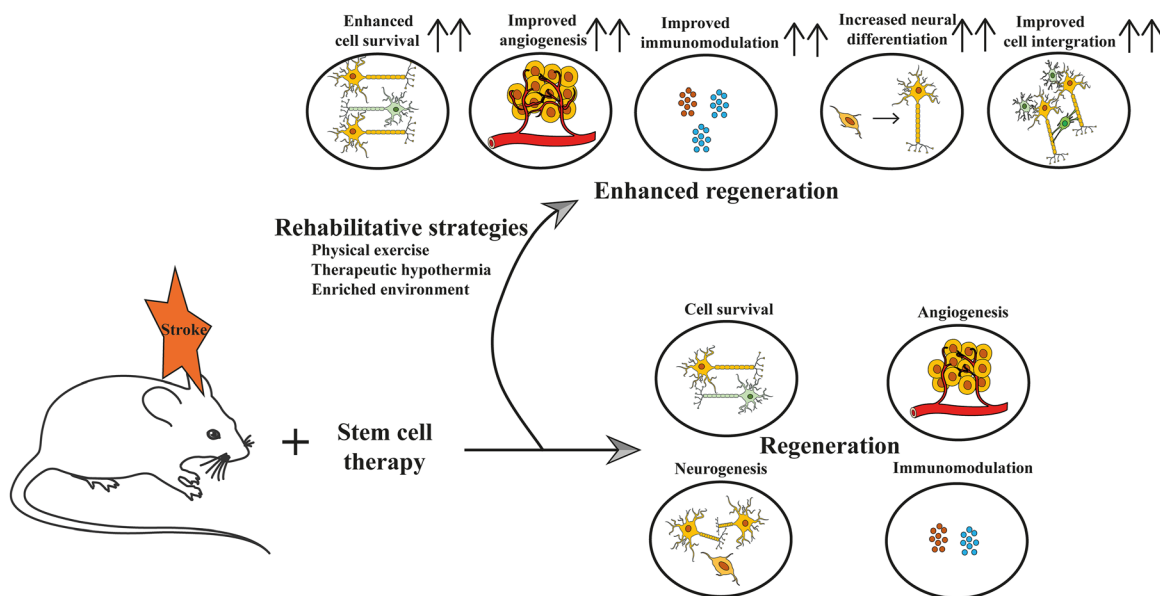 Enhanced
cell survival
Improved
angiogenesis
Improved
immunomodulation
Increased neural
differentiation
Improved
cell intergration
Enhanced regeneration
Rehabilitative strategies
Physical exercise
Therapeutic hypothermia
Enriched environment
Stroke
+
Stem cell
therapy
Cell survival
Angiogenesis
Regeneration
Neurogenesis
Immunomodulation